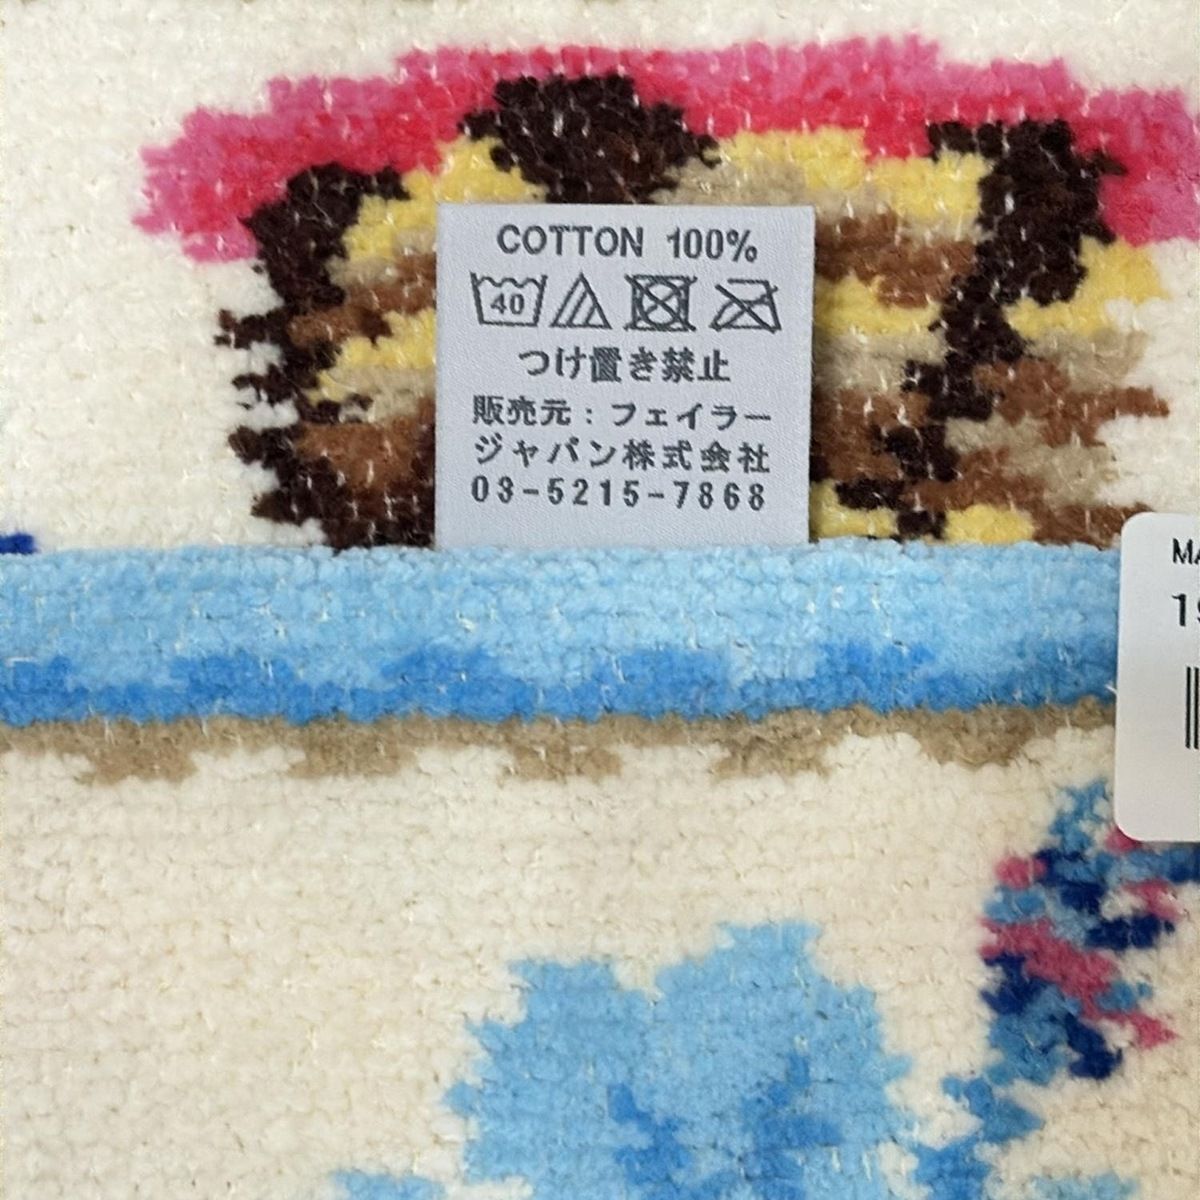 COTTON 100%
40
つけ置き禁止
販売元：フェイラー
ジャパン株式会社
03-5215-7868